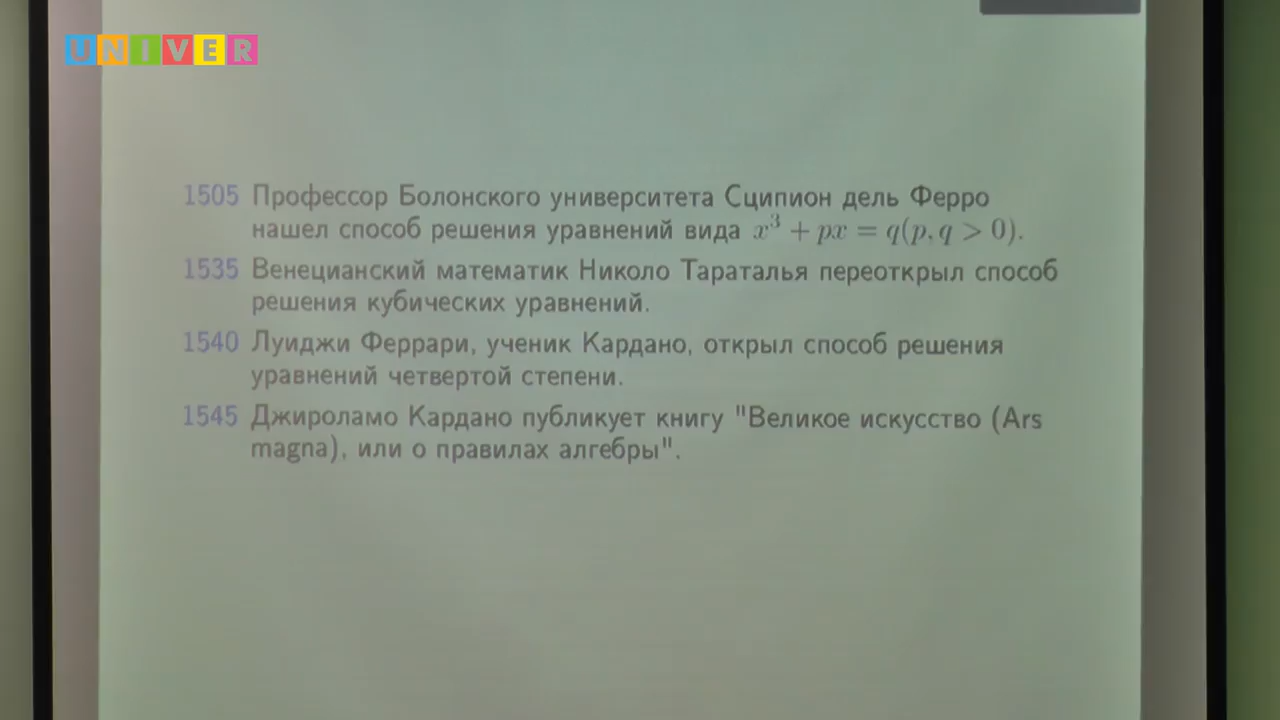 UNIVER
1505 Профессор Болонского университета Сципион дель Ферро
нашел способ решения уравнений вида x³ + px = q(p, q > 0).
1535 Венецианский математик Николо Тараталья переоткрыл способ
решения кубических уравнений.
1540 Луиджи Феррари, ученик Кардано, открыл способ решения
уравнений четвертой степени.
1545 Джироламо Кардано публикует книгу "Великое искусство (Ars
magna), или о правилах алгебры".